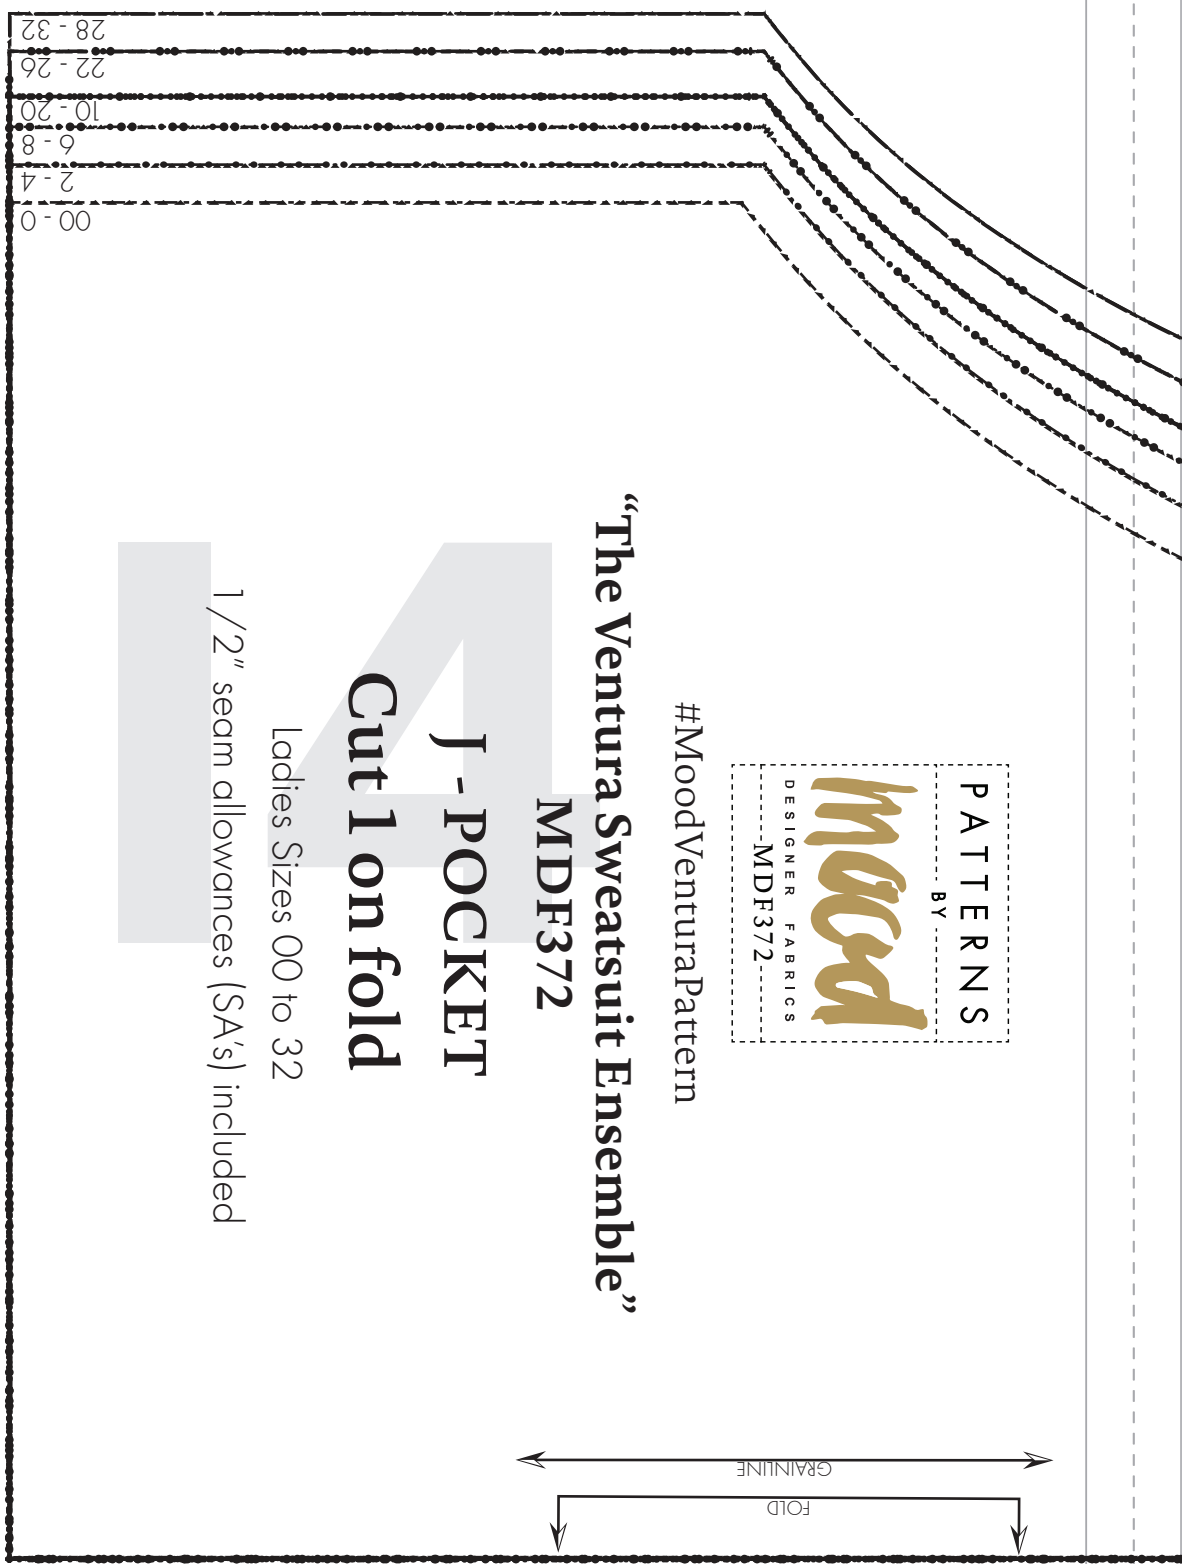 28 - 32
22 - 26
10 - 20
6 - 8
2 - 4
00 - 0
PATTERNS
BY
mood
DESIGNER FABRICS
MDF372
#MoodVenturaPattern
“The Ventura Sweatsuit Ensemble”
MDF372
J - POCKET
Cut 1 on fold
Ladies Sizes 00 to 32
1/2” seam allowances (SA’s) included
14
GRAINLINE
FOLD